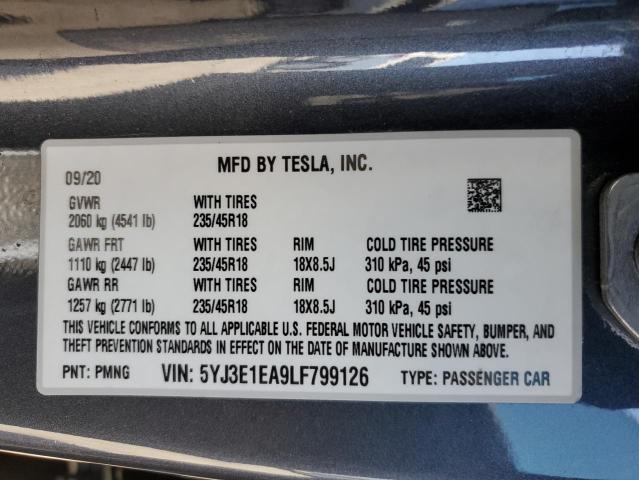 MFD BY TESLA, INC.
09/20
GVWR WITH TIRES
2060 kg (4541 lb) 235/45R18
GAWR FRT WITH TIRES RIM COLD TIRE PRESSURE
1110 kg (2447 lb) 235/45R18 18X8.5J 310 kPa, 45 psi
GAWR RR WITH TIRES RIM COLD TIRE PRESSURE
1257 kg (2771 lb) 235/45R18 18X8.5J 310 kPa, 45 psi
THIS VEHICLE CONFORMS TO ALL APPLICABLE U.S. FEDERAL MOTOR VEHICLE SAFETY, BUMPER, AND
THEFT PREVENTION STANDARDS IN EFFECT ON THE DATE OF MANUFACTURE SHOWN ABOVE.
PNT: PMNG VIN: 5YJ3E1EA9LF799126 TYPE: PASSENGER CAR